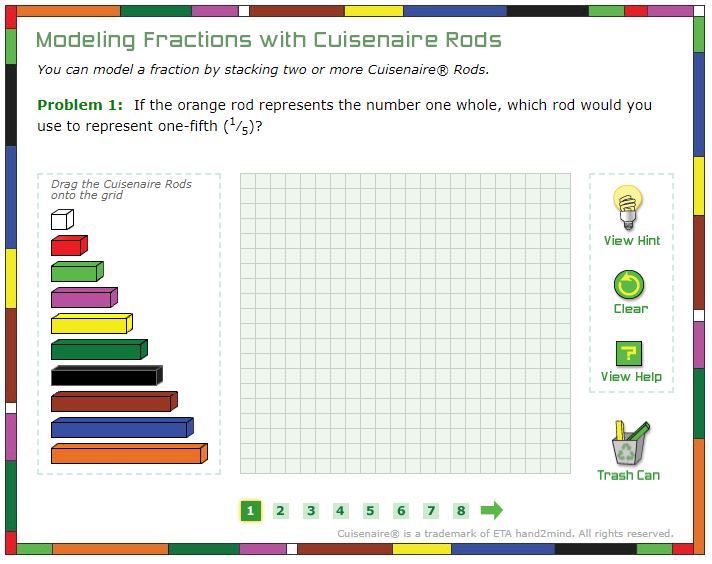 Modeling Fractions with Cuisenaire Rods
You can model a fraction by stacking two or more Cuisenaire® Rods.
Problem 1: If the orange rod represents the number one whole, which rod would you
use to represent one-fifth (1/5)?
Drag the Cuisenaire Rods
onto the grid
View Hint
Clear
?
View Help
Trash Can
1 2 3 4 5 6 7 8
Cuisenaire® is a trademark of ETA hand2mind. All rights reserved.